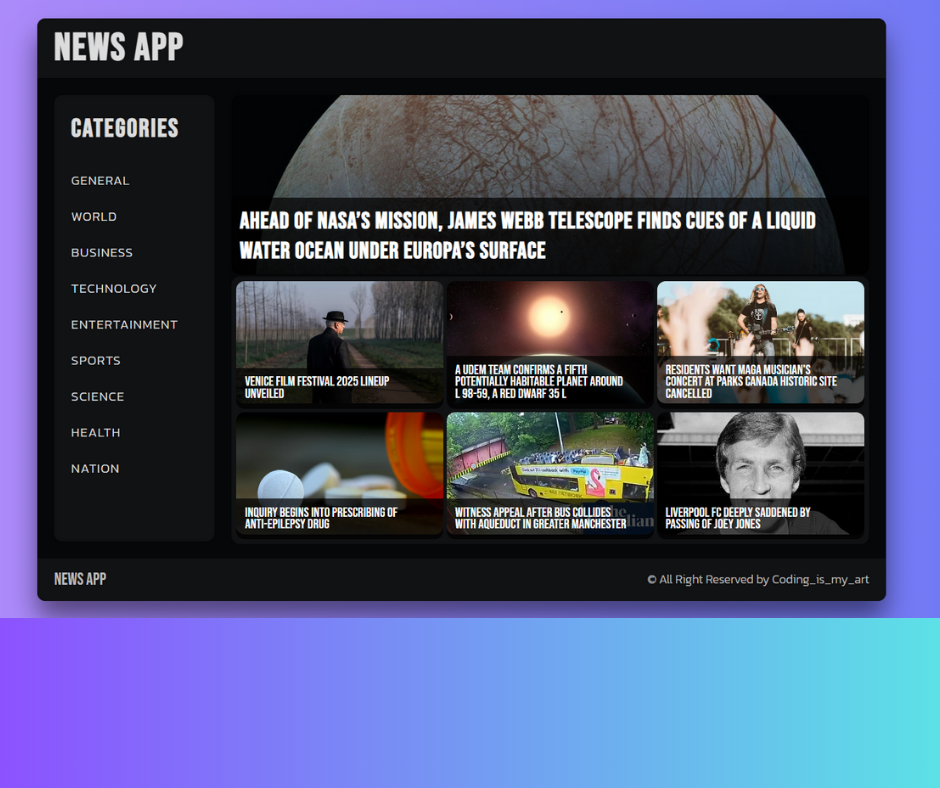 NEWS APP
CATEGORIES
GENERAL
WORLD
BUSINESS
TECHNOLOGY
ENTERTAINMENT
SPORTS
SCIENCE
HEALTH
NATION
AHEAD OF NASA'S MISSION, JAMES WEBB TELESCOPE FINDS CUES OF A LIQUID
WATER OCEAN UNDER EUROPA'S SURFACE
VENICE FILM FESTIVAL 2025 LINEUP
UNVEILED
A UDEM TEAM CONFIRMS A FIFTH
POTENTIALLY HABITABLE PLANET AROUND
L 98-59, A RED DWARF 35 L
RESIDENTS WANT MAGA MUSICIAN'S
CONCERT AT PARKS CANADA HISTORIC SITE
CANCELLED
INQUIRY BEGINS INTO PRESCRIBING OF
ANTI-EPILEPSY DRUG
WITNESS APPEAL AFTER BUS COLLIDES
WITH AQUEDUCT IN GREATER MANCHESTER
LIVERPOOL FC DEEPLY SADDENED BY
PASSING OF JOEY JONES
NEWS APP
© All Right Reserved by Coding_is_my_art